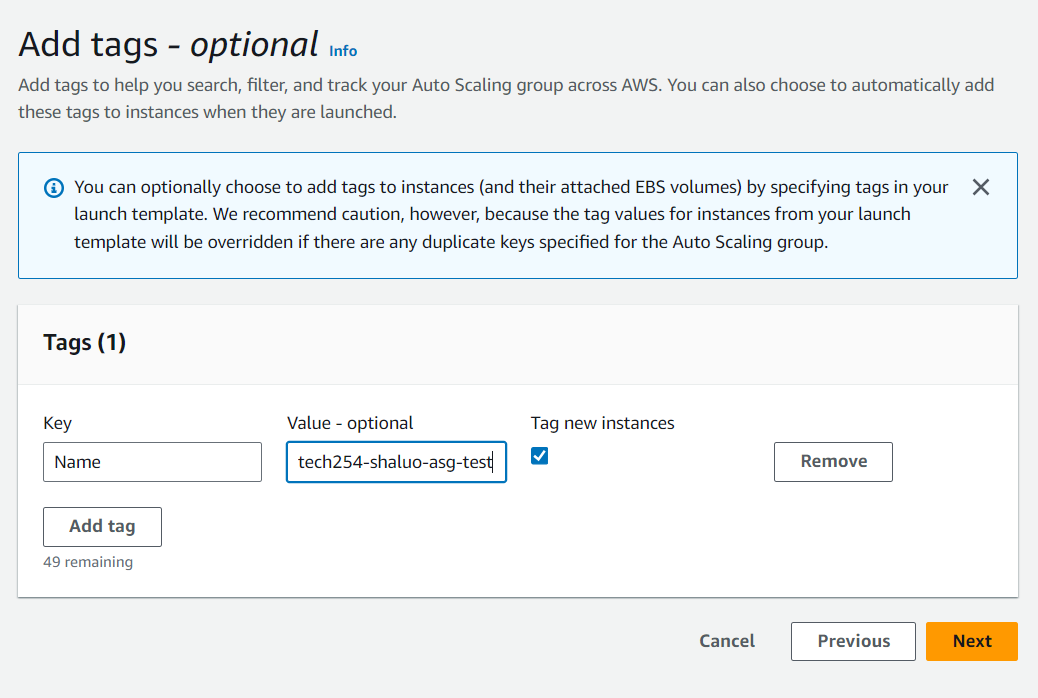 Add tags - optional Info
Add tags to help you search, filter, and track your Auto Scaling group across AWS. You can also choose to automatically add
these tags to instances when they are launched.
You can optionally choose to add tags to instances (and their attached EBS volumes) by specifying tags in your
launch template. We recommend caution, however, because the tag values for instances from your launch
template will be overridden if there are any duplicate keys specified for the Auto Scaling group.
Tags (1)
Key Value - optional Tag new instances
Name tech254-shaluo-asg-test Remove
Add tag
49 remaining
Cancel Previous Next